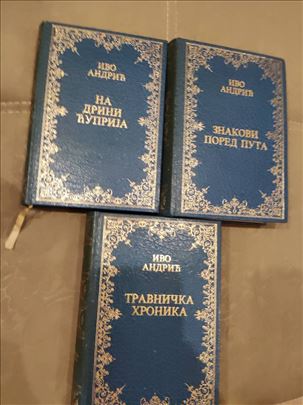 ИВО
АНДРИЋ
НА
ДРИНИ
ЋУПРИЈА
ИВО
АНДРИЋ
ЗНАКОВИ
ПОРЕД ПУТА
ИВО
АНДРИЋ
ТРАВНИЧКА
ХРОНИКА